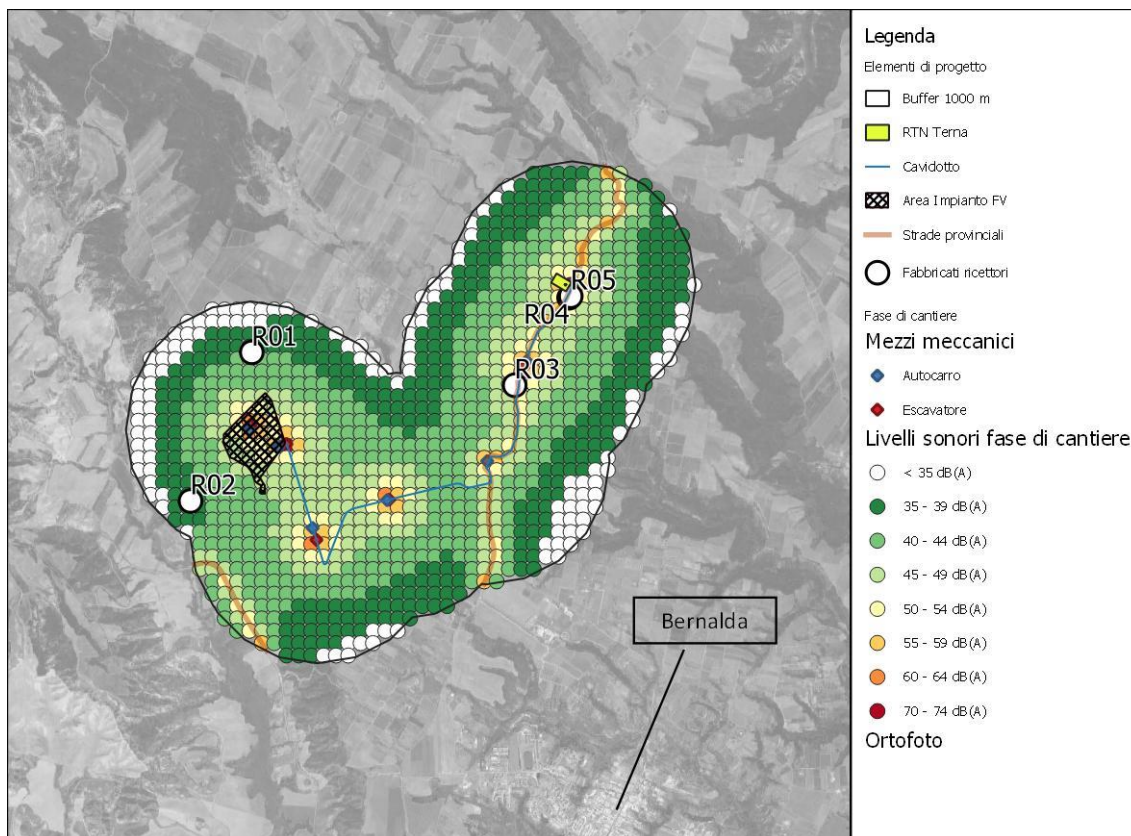 R01
R02
R05
R04
R03
Bernalda
Legenda
Elementi di progetto
Buffer 1000 m
RTN Terna
Cavidotto
Area Impianto FV
Strade provinciali
Fabbricati ricettori
Fase di cantiere
Mezzi meccanici
Autocarro
Escavatore
Livelli sonori fase di cantiere
< 35 dB(A)
35 - 39 dB(A)
40 - 44 dB(A)
45 - 49 dB(A)
50 - 54 dB(A)
55 - 59 dB(A)
60 - 64 dB(A)
70 - 74 dB(A)
Ortofoto